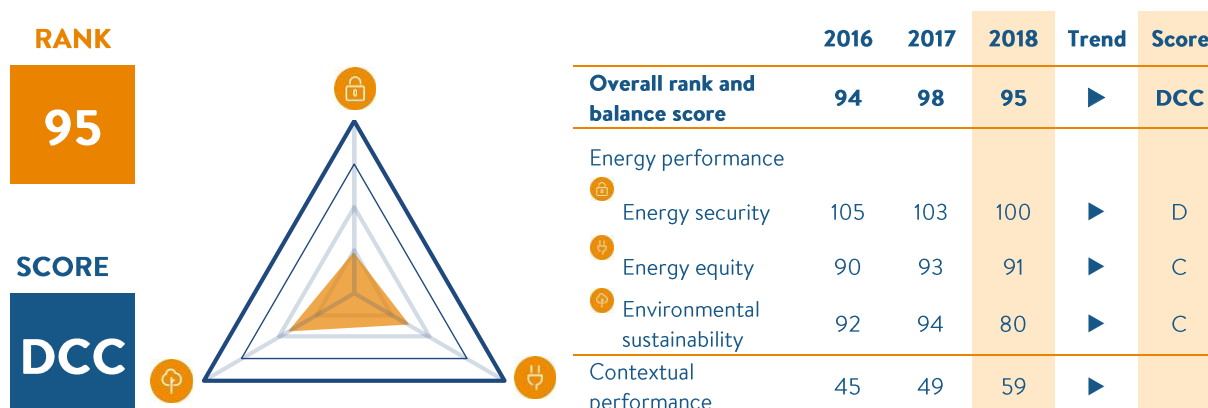 RANK
95
SCORE
DCC
2016 2017 2018 Trend Score
Overall rank and
balance score 94 98 95 DCC
Energy performance
Energy security 105 103 100 D
Energy equity 90 93 91 C
Environmental
sustainability 92 94 80 C
Contextual
performance 45 49 59